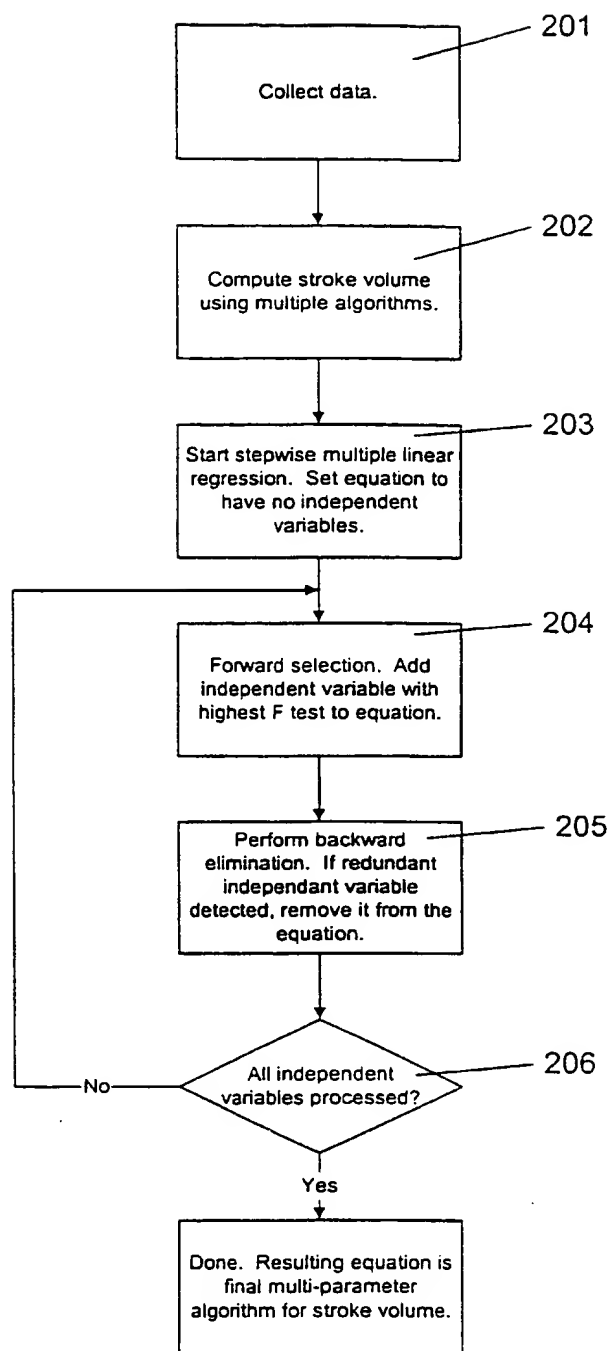 201
Collect data.
202
Compute stroke volume
using multiple algorithms.
203
Start stepwise multiple linear
regression. Set equation to
have no independent
variables.
204
Forward selection. Add
independent variable with
highest F test to equation.
205
Perform backward
elimination. If redundant
independant variable
detected, remove it from the
equation.
206
All independent
variables processed?
No
Yes
Done. Resulting equation is
final multi-parameter
algorithm for stroke volume.